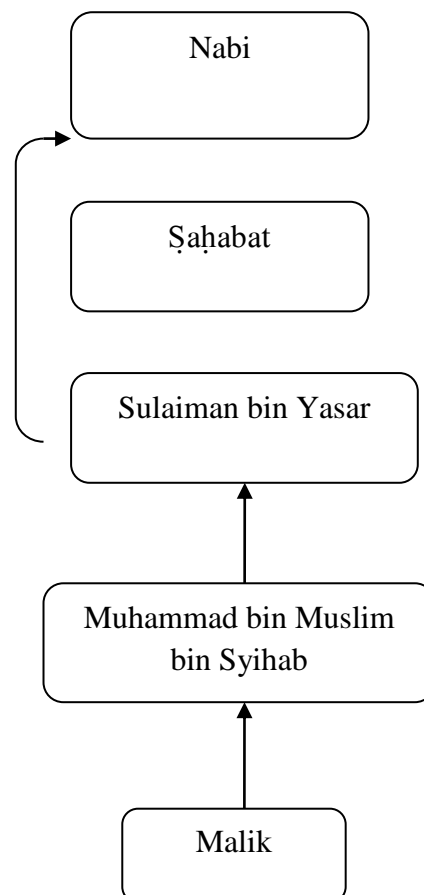 Nabi
Ṣaḥabat
Sulaiman bin Yasar
Muhammad bin Muslim
bin Syihab
Malik